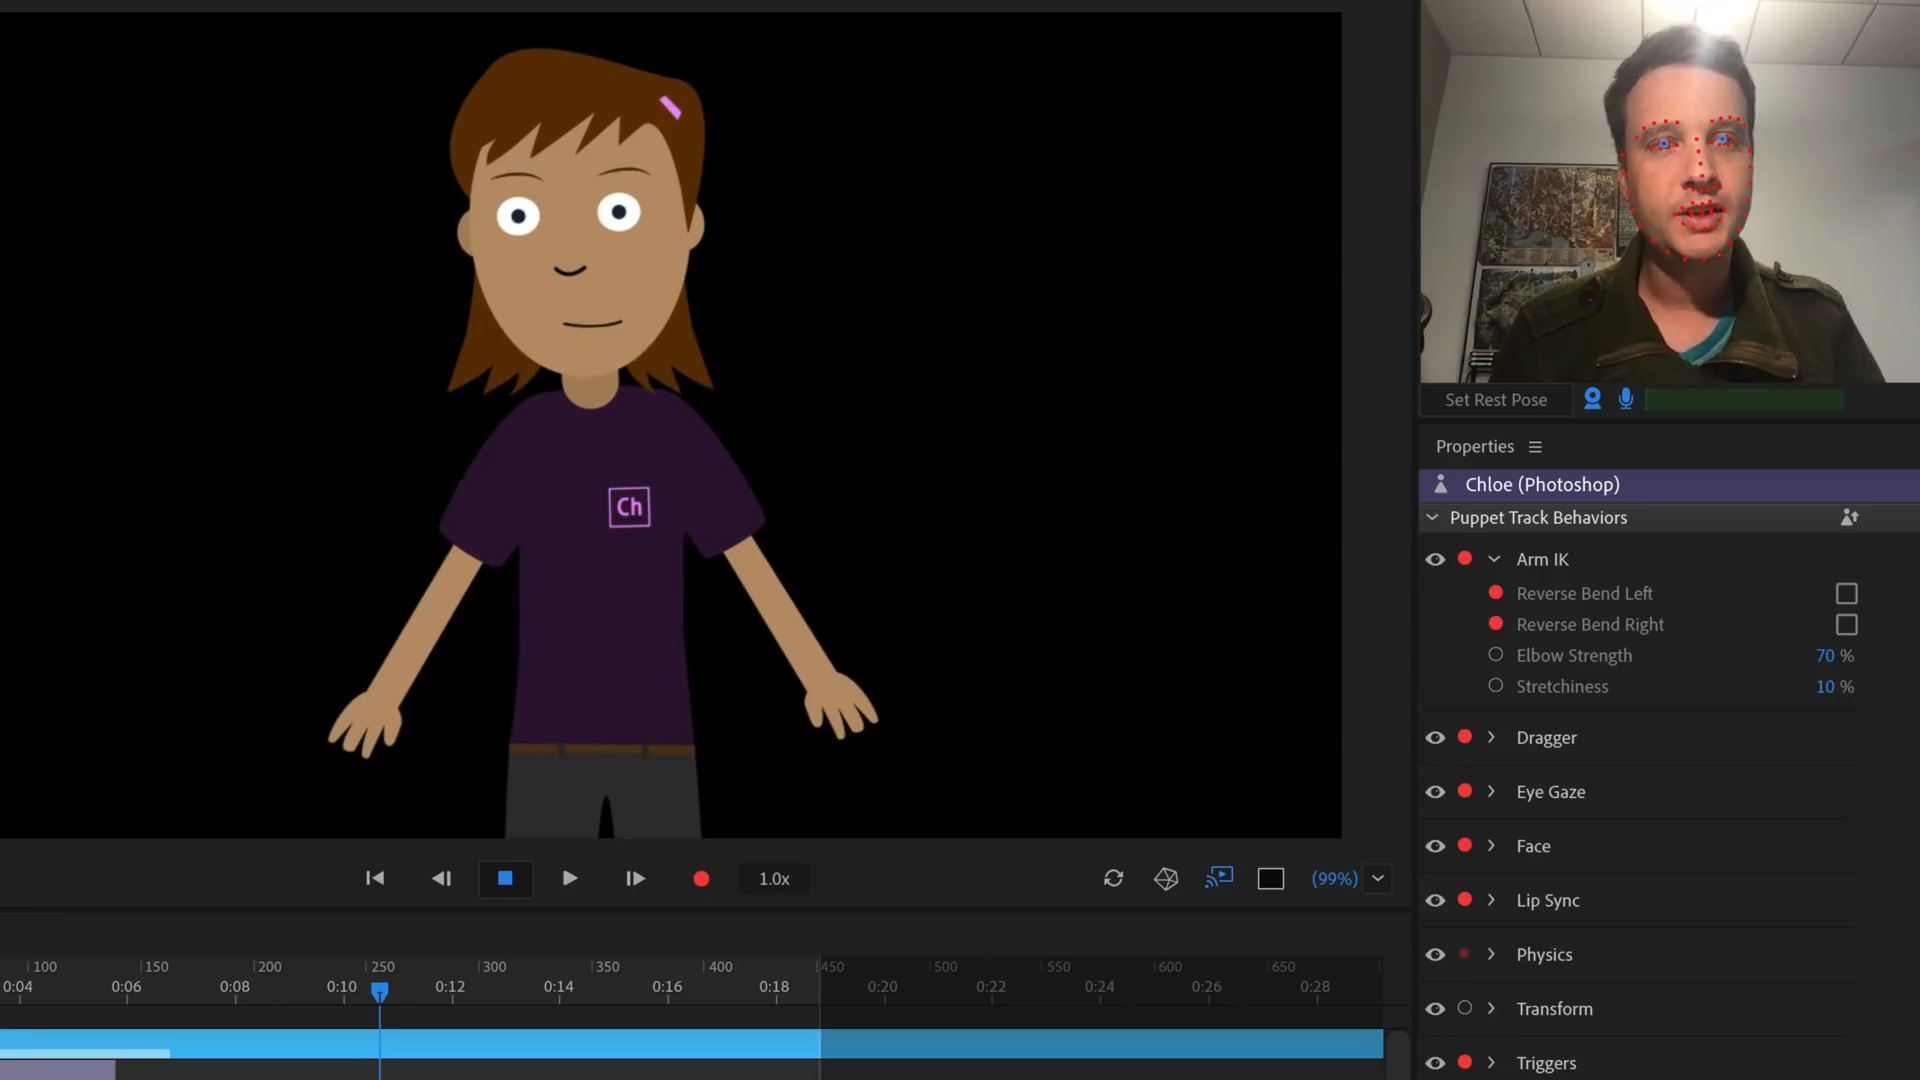 Ch
Set Rest Pose
Properties
Chloe (Photoshop)
Puppet Track Behaviors
Arm IK
Reverse Bend Left
Reverse Bend Right
Elbow Strength 70 %
Stretchiness 10 %
Dragger
Eye Gaze
Face
Lip Sync
Physics
Transform
Triggers
1.0x (99%)
100 150 200 250 300 350 400 450 500 550 600 650
0:04 0:06 0:08 0:10 0:12 0:14 0:16 0:18 0:20 0:22 0:24 0:26 0:28